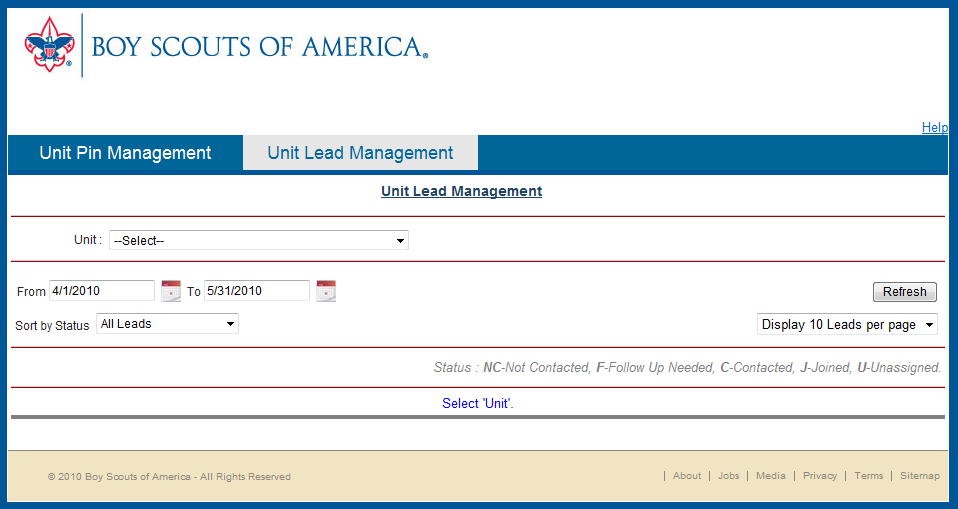 BOY SCOUTS OF AMERICA®
Help
Unit Pin Management Unit Lead Management
Unit Lead Management
Unit : --Select--
From 4/1/2010 To 5/31/2010 Refresh
Sort by Status All Leads Display 10 Leads per page
Status : NC-Not Contacted, F-Follow Up Needed, C-Contacted, J-Joined, U-Unassigned.
Select 'Unit'.
© 2010 Boy Scouts of America - All Rights Reserved | About | Jobs | Media | Privacy | Terms | Sitemap